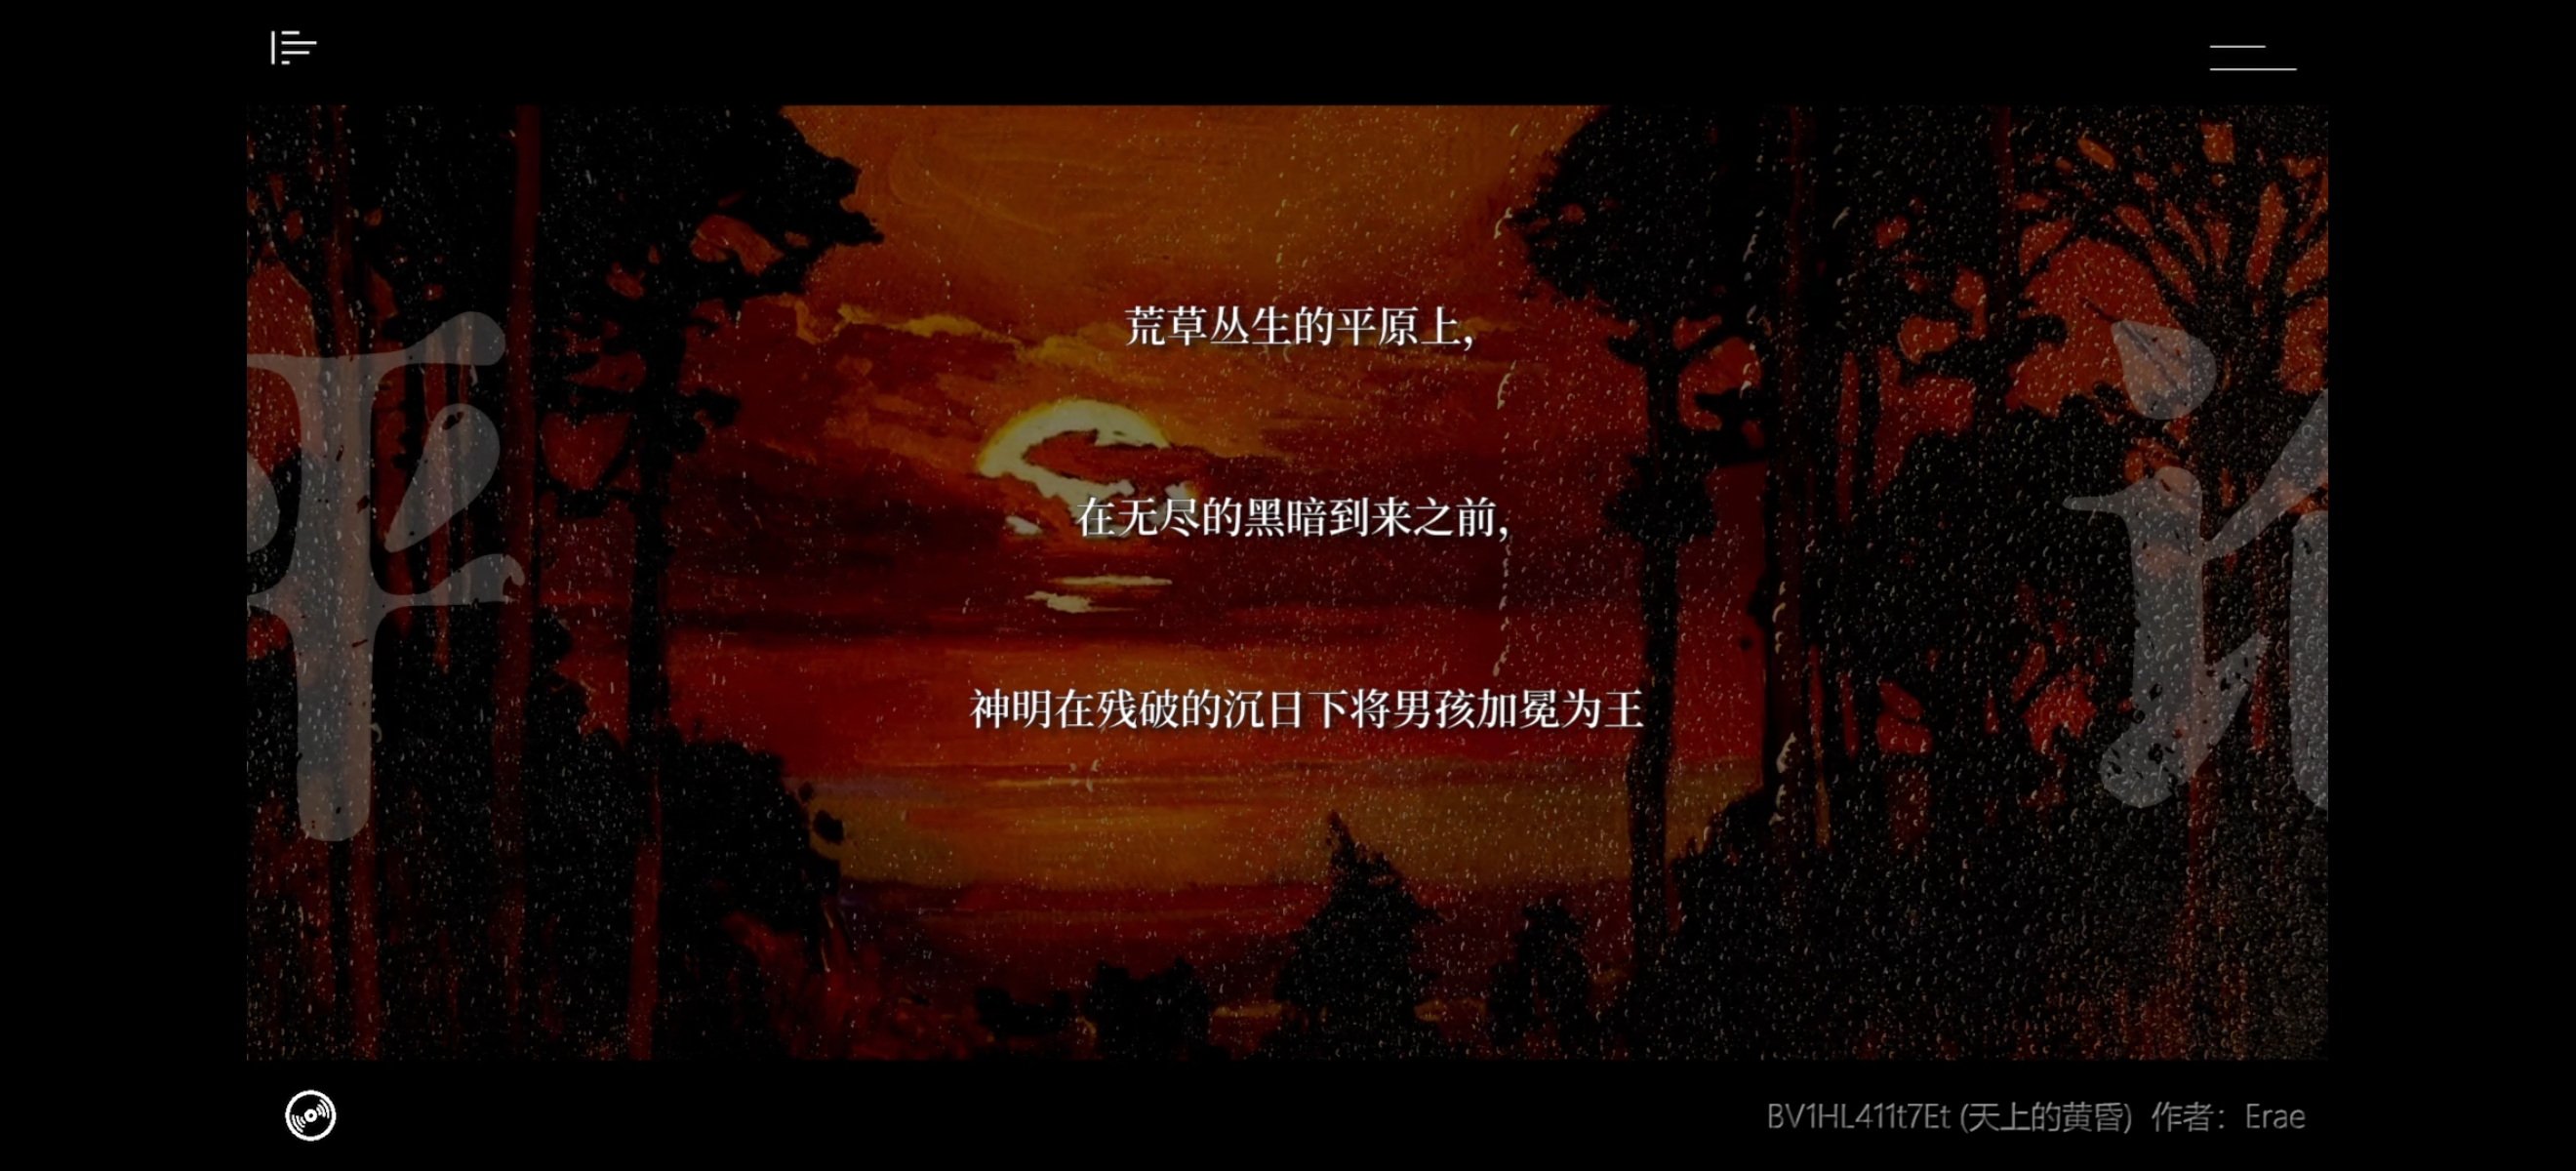 荒草丛生的平原上,
在无尽的黑暗到来之前,
神明在残破的沉日下将男孩加冕为王
BV1HL411t7Et (天上的黄昏) 作者：Erae